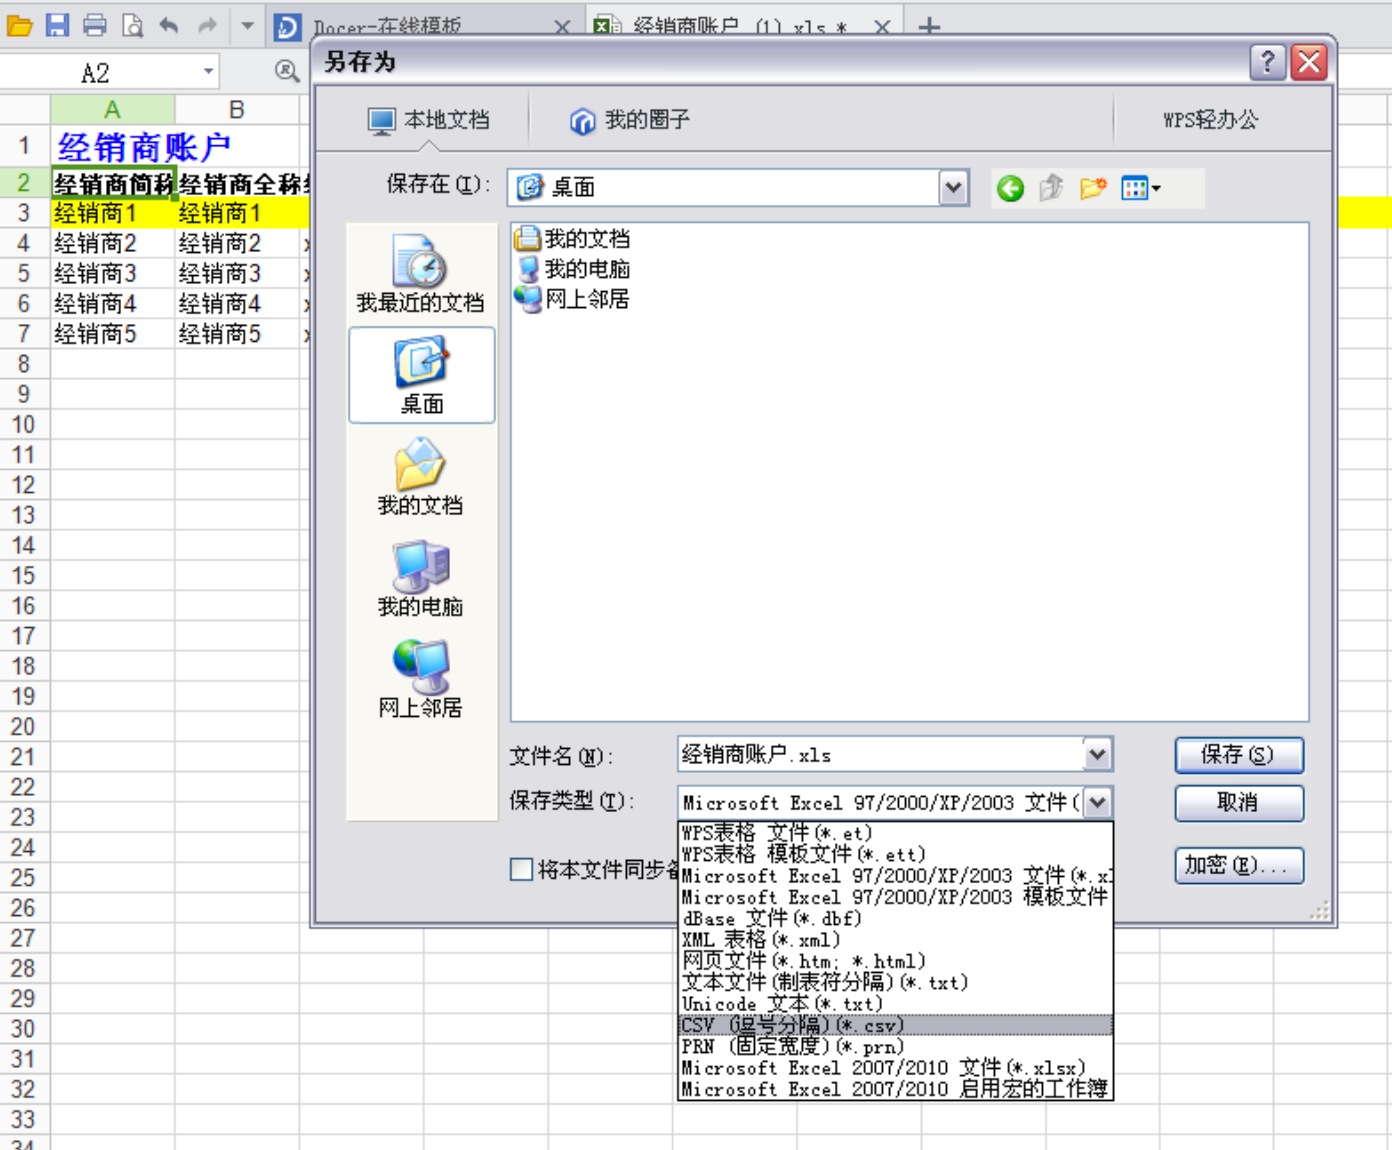 Docer-在线模板
经销商账户 (1).xls *
A2
另存为
A B
本地文档 我的圈子 WPS轻办公
1 经销商账户
保存在(I): 桌面
2 经销商简称 经销商全称
3 经销商1 经销商1
4 经销商2 经销商2
5 经销商3 经销商3
6 经销商4 经销商4
7 经销商5 经销商5
8
9
10
11
12
13
14
15
16
17
18
19
20
21
22
23
24
25
26
27
28
29
30
31
32
33
34
我的文档
我的电脑
网上邻居
我最近的文档
桌面
我的文档
我的电脑
网上邻居
文件名(N): 经销商账户.xls 保存(S)
保存类型(T): Microsoft Excel 97/2000/XP/2003 文件( 取消
将本文件同步 加密(E)...
WPS表格 文件(*.et)
WPS表格 模板文件(*.ett)
Microsoft Excel 97/2000/XP/2003 文件(*.xl
Microsoft Excel 97/2000/XP/2003 模板文件
dBase 文件(*.dbf)
XML 表格(*.xml)
网页文件(*.htm; *.html)
文本文件(制表符分隔)(*.txt)
Unicode 文本(*.txt)
CSV (逗号分隔)(*.csv)
PRN (固定宽度)(*.prn)
Microsoft Excel 2007/2010 文件(*.xlsx)
Microsoft Excel 2007/2010 启用宏的工作簿